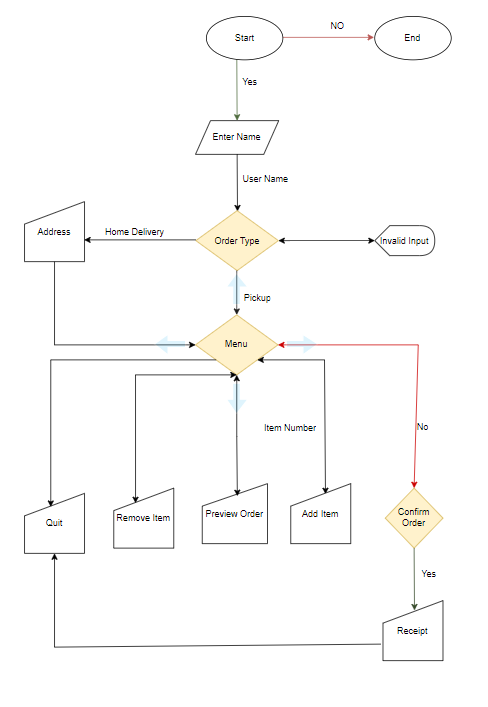 NO
Start
End
Yes
Enter Name
User Name
Address
Home Delivery
Order Type
Invalid Input
Pickup
Menu
Item Number
No
Quit
Remove Item
Preview Order
Add Item
Confirm
Order
Yes
Receipt